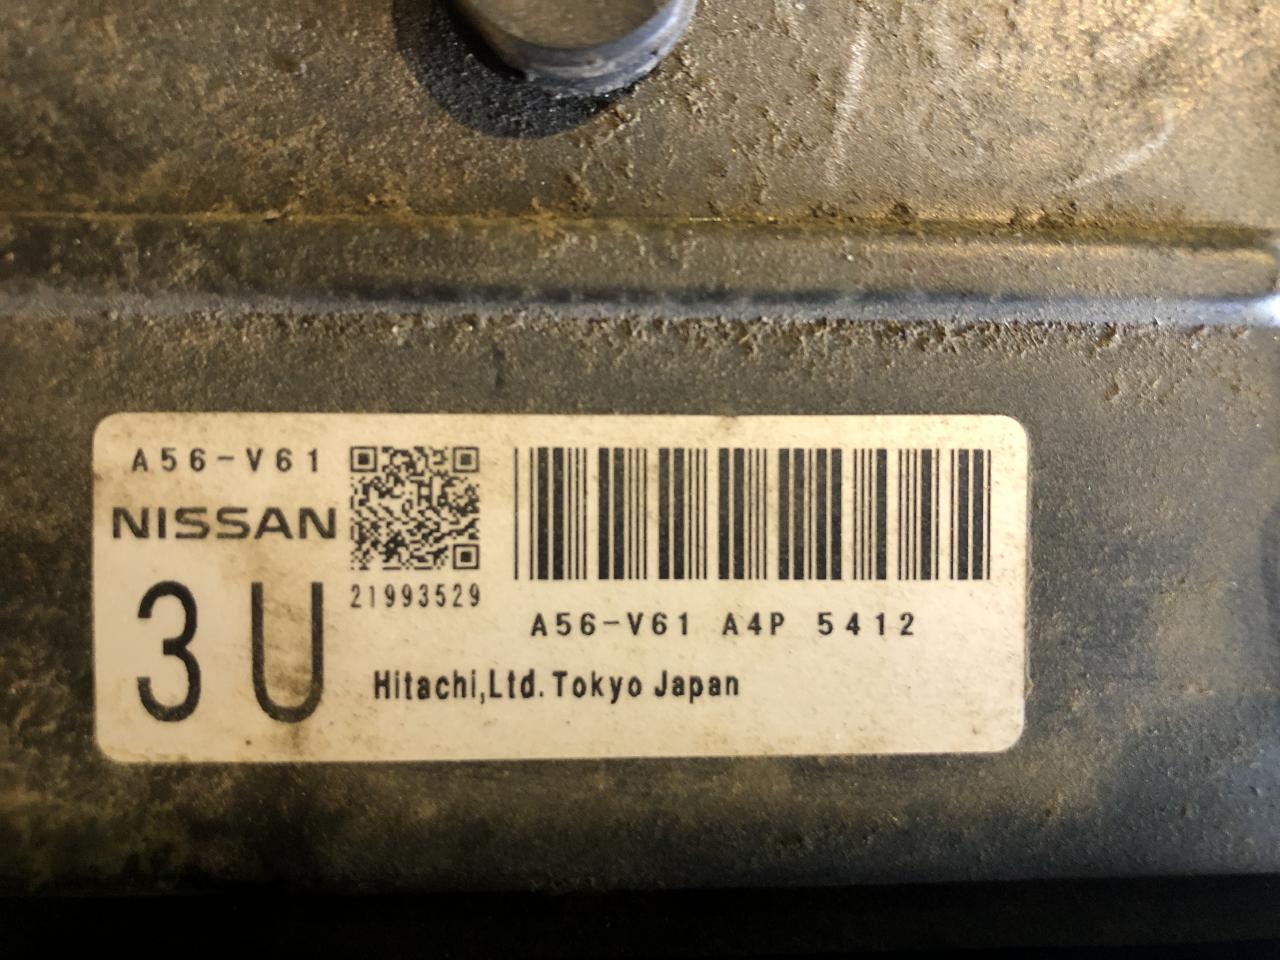 A56-V61
NISSAN
21993529
3U
A56-V61 A4P 5412
Hitachi,Ltd. Tokyo Japan